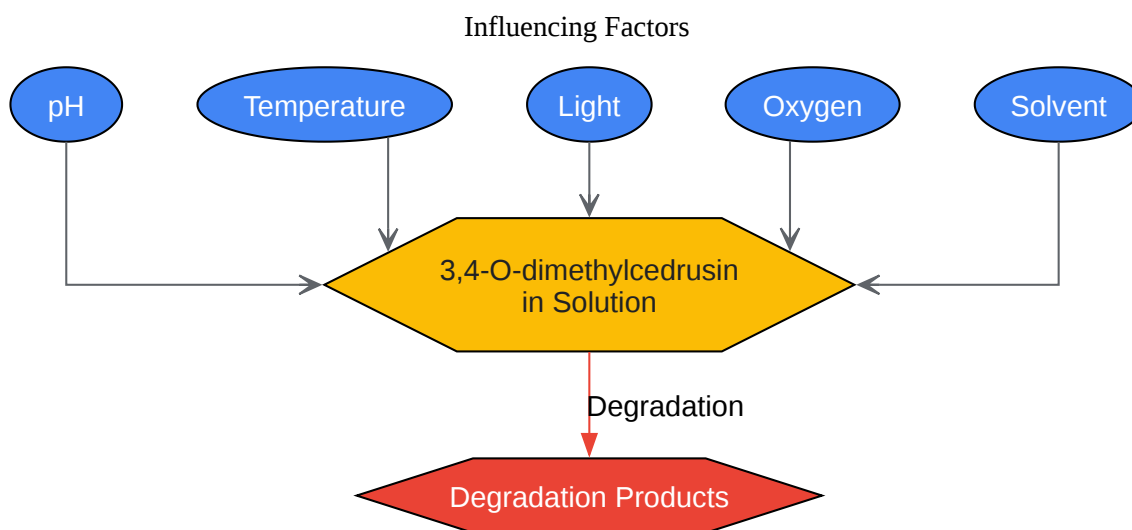 Influencing Factors
pH
Temperature
Light
Oxygen
Solvent
3,4-O-dimethylcedrusin
in Solution
Degradation
Degradation Products